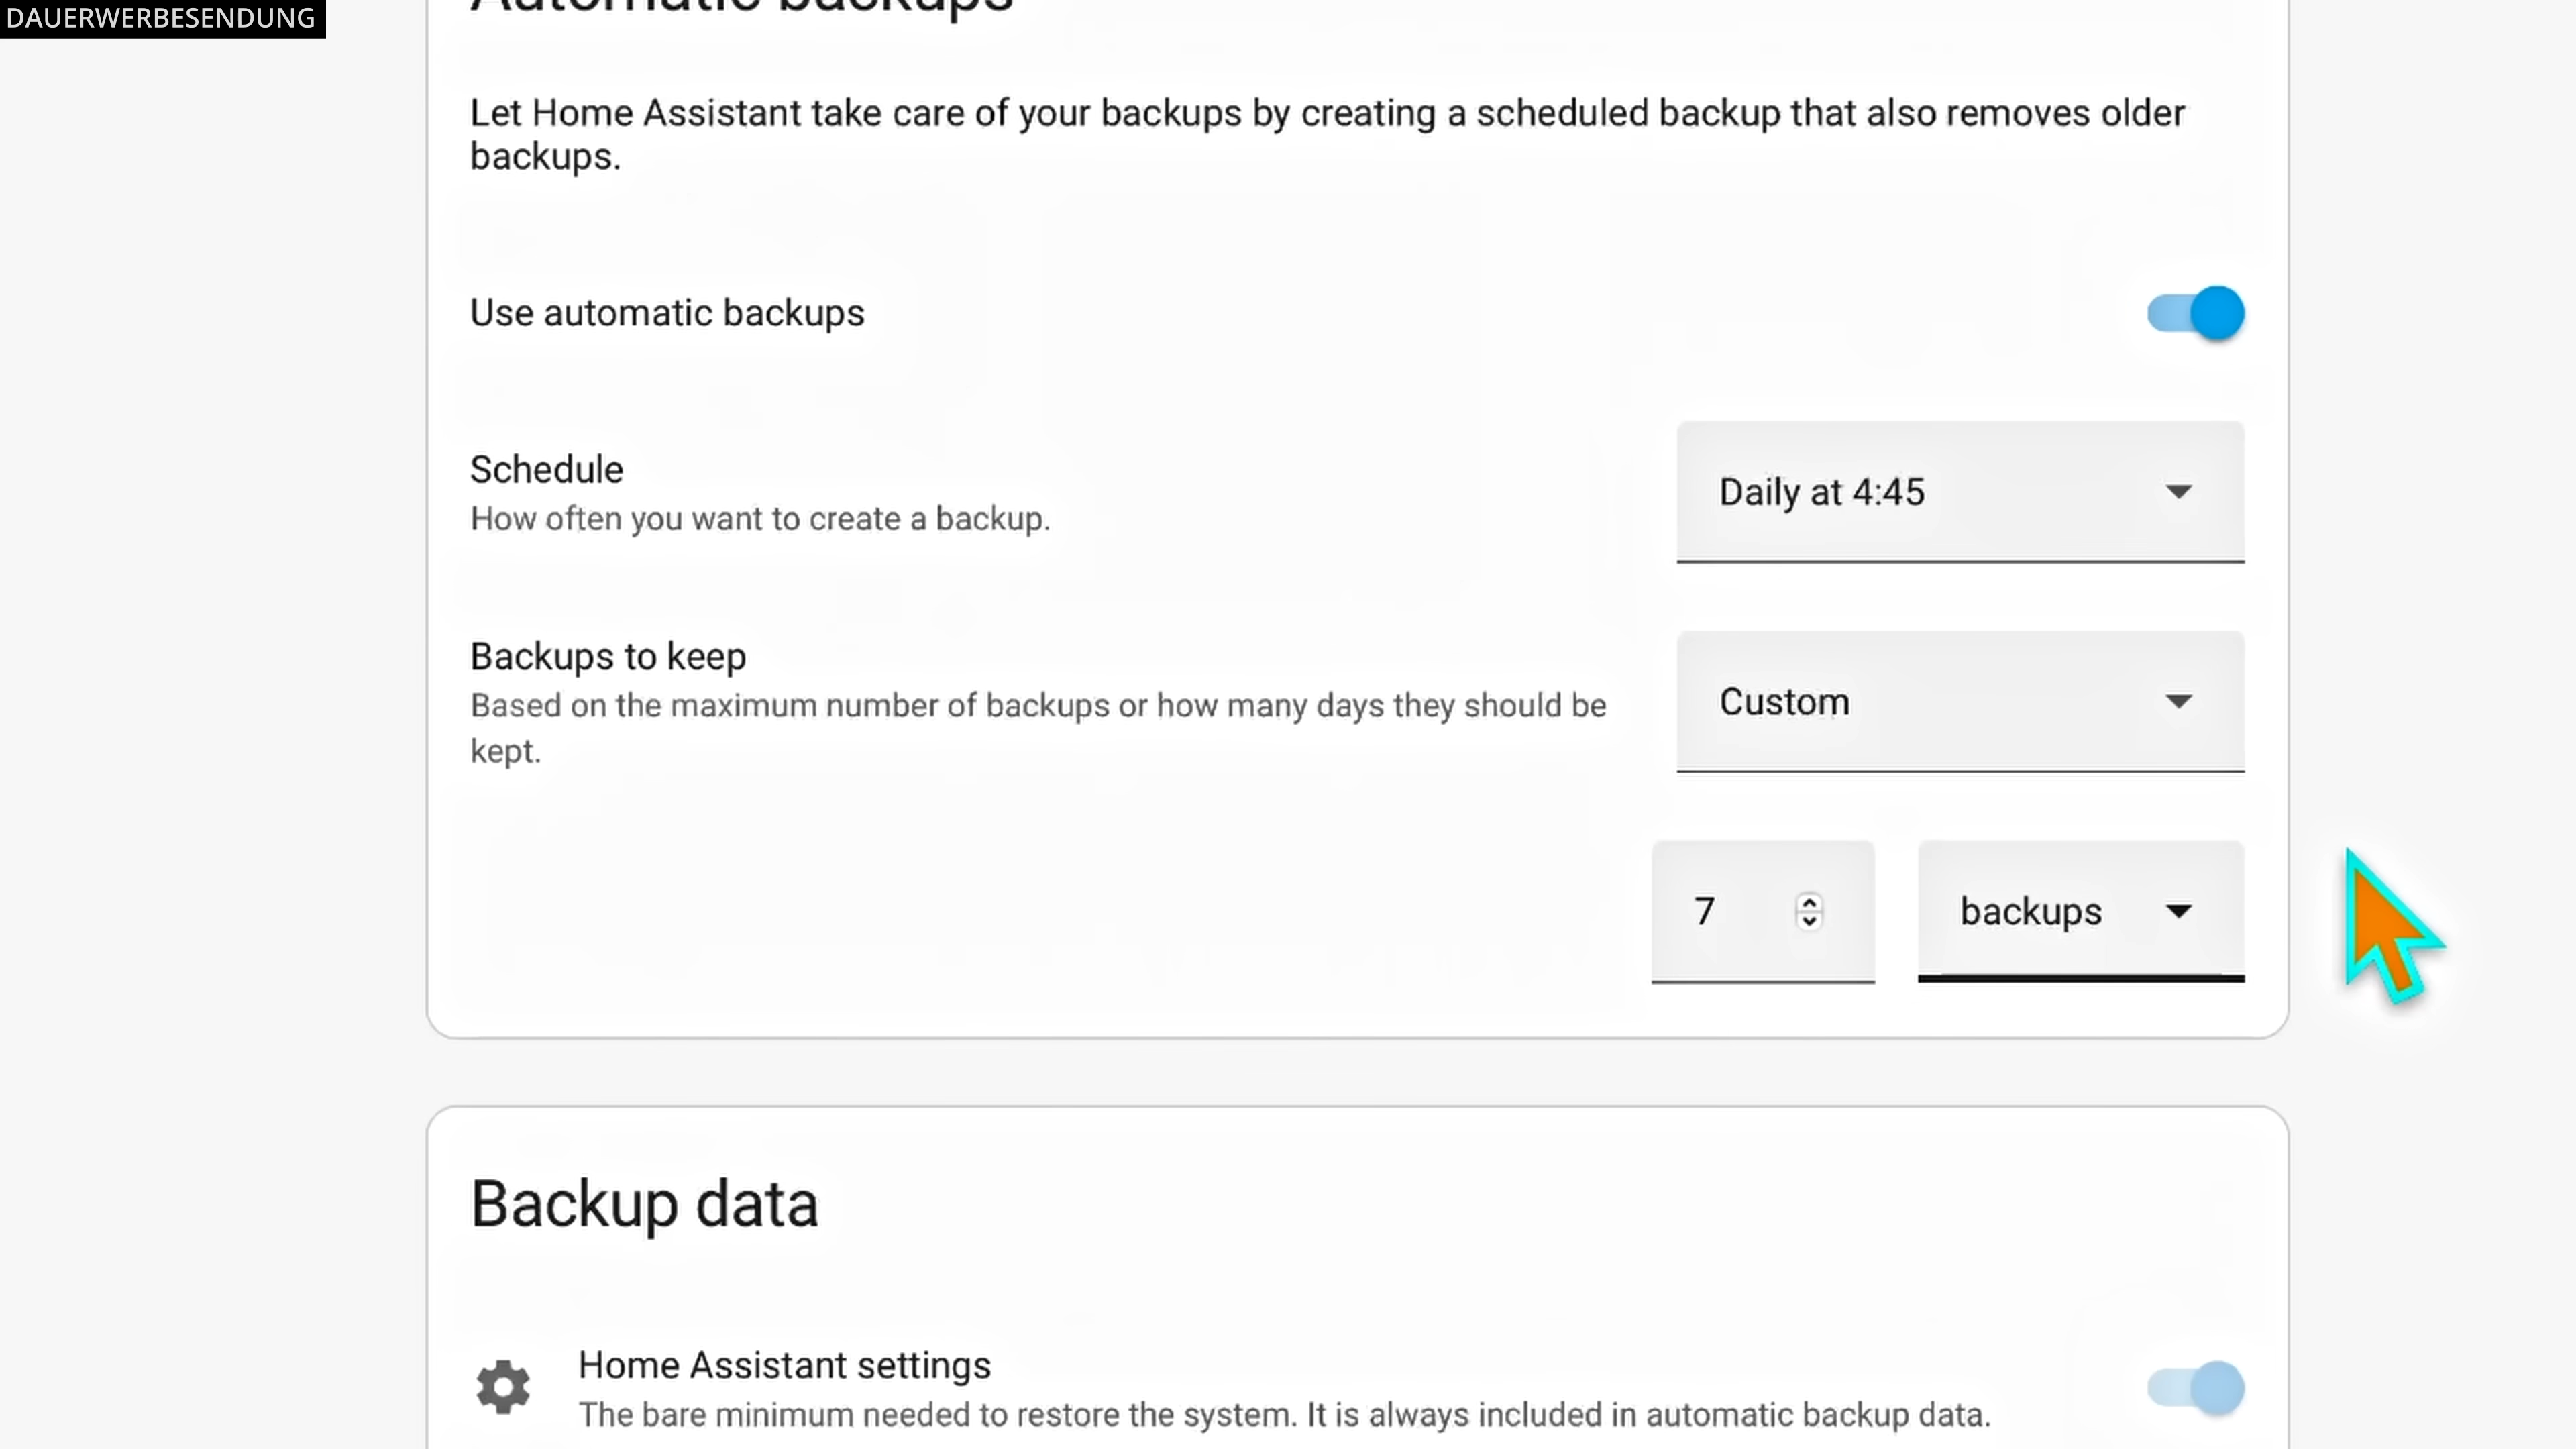 DAUERWERBESENDUNG
Automatic backups
Let Home Assistant take care of your backups by creating a scheduled backup that also removes older
backups.
Use automatic backups
Schedule
How often you want to create a backup.
Daily at 4:45
Backups to keep
Based on the maximum number of backups or how many days they should be
kept.
Custom
7
backups
Backup data
Home Assistant settings
The bare minimum needed to restore the system. It is always included in automatic backup data.